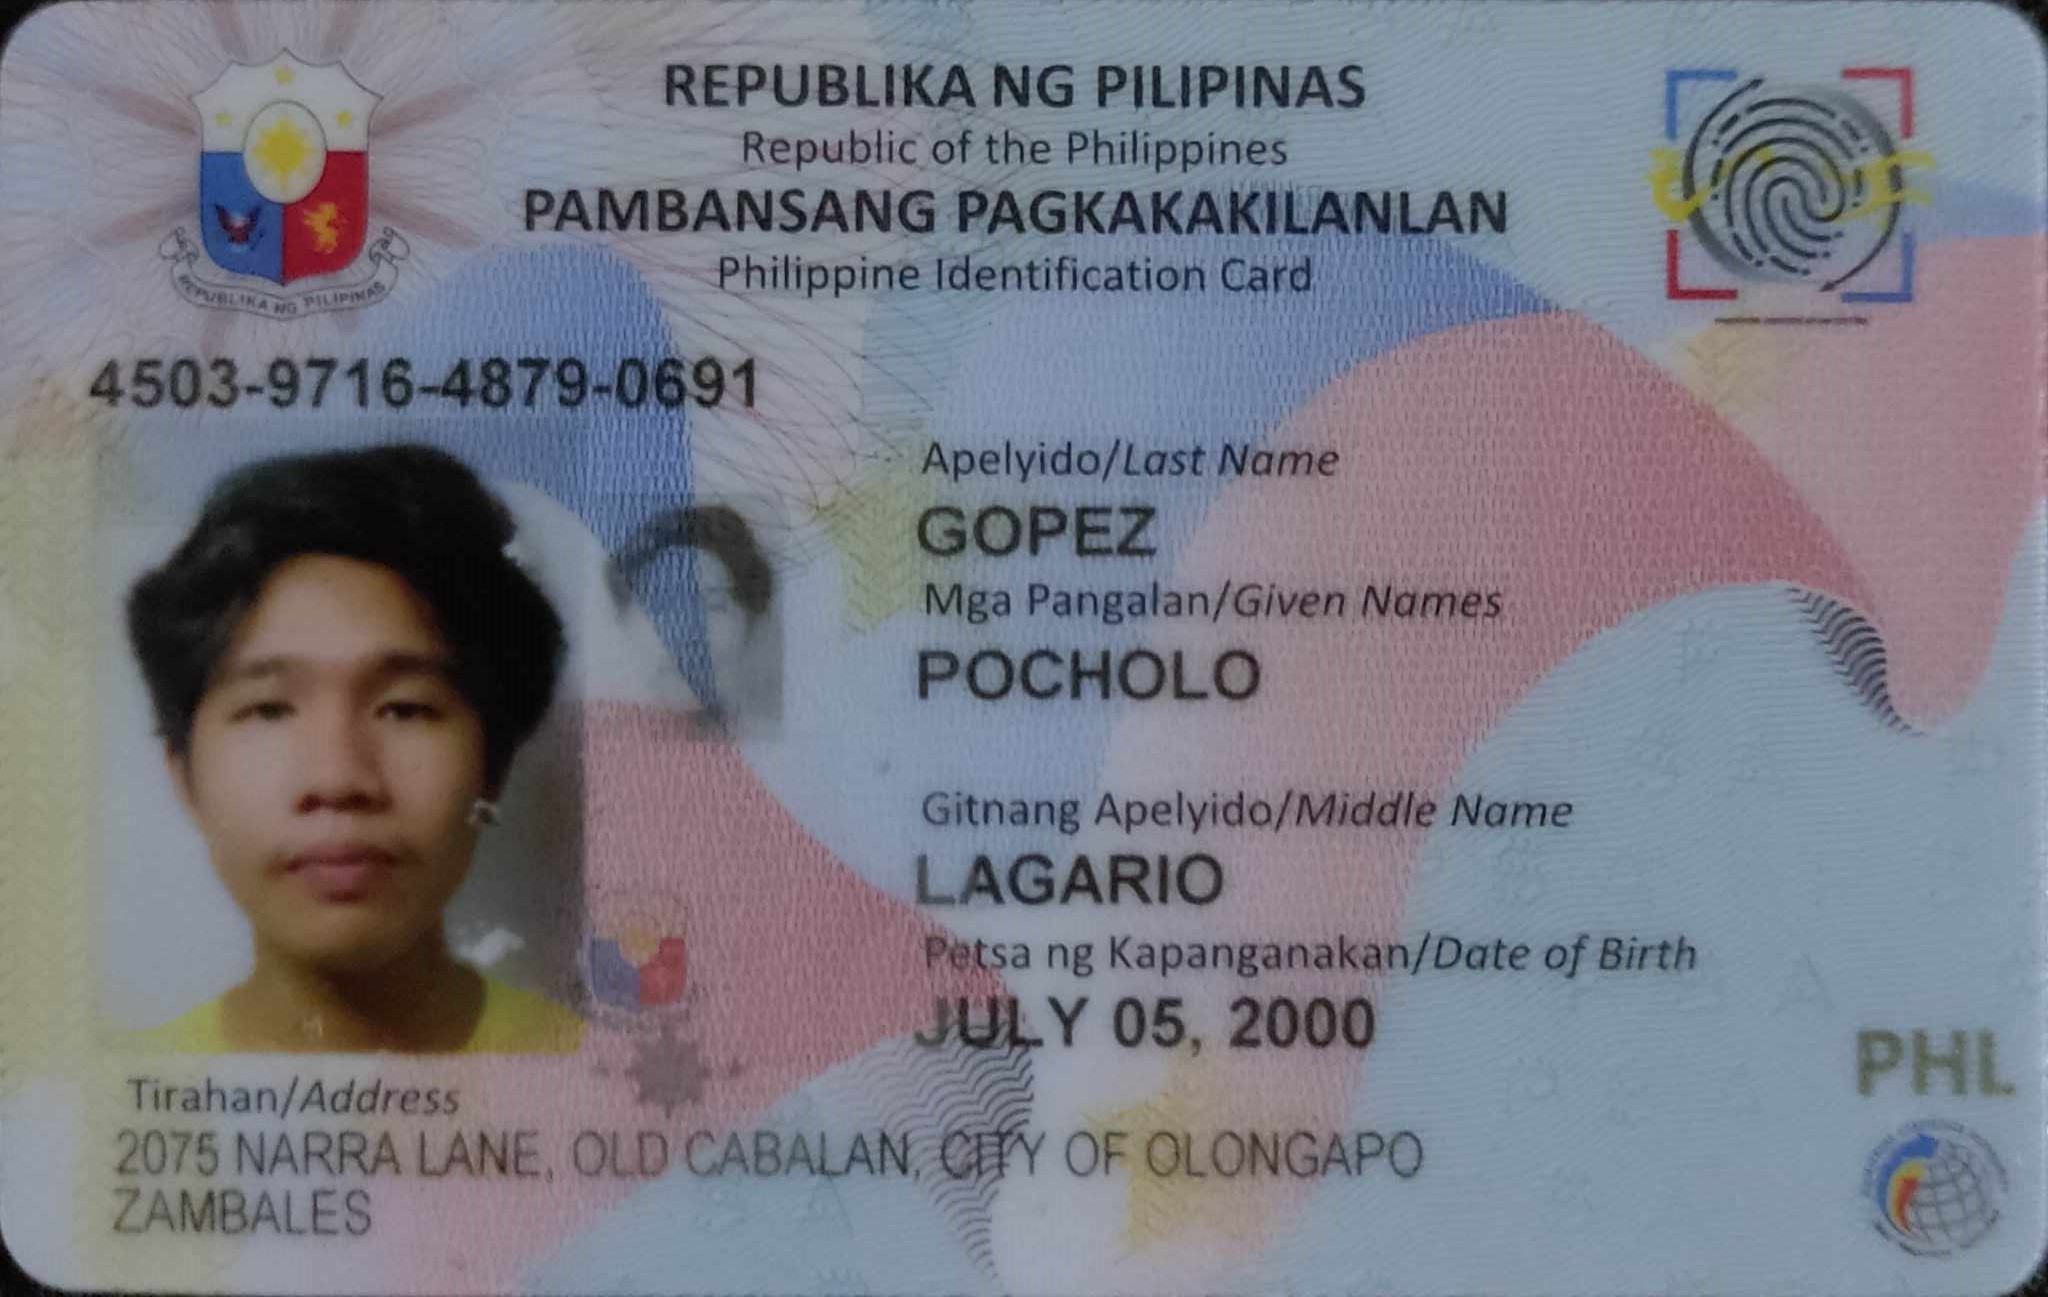 REPUBLIKA NG PILIPINAS
Republic of the Philippines
PAMBANSANG PAGKAKAKILANLAN
Philippine Identification Card
REPUBLIKA NG PILIPINAS
4503-9716-4879-0691
Apelyido/Last Name
GOPEZ
Mga Pangalan/Given Names
POCHOLO
Gitnang Apelyido/Middle Name
LAGARIO
Petsa ng Kapanganakan/Date of Birth
JULY 05, 2000
PHL
Tirahan/Address
2075 NARRA LANE, OLD CABALAN, CITY OF OLONGAPO
ZAMBALES